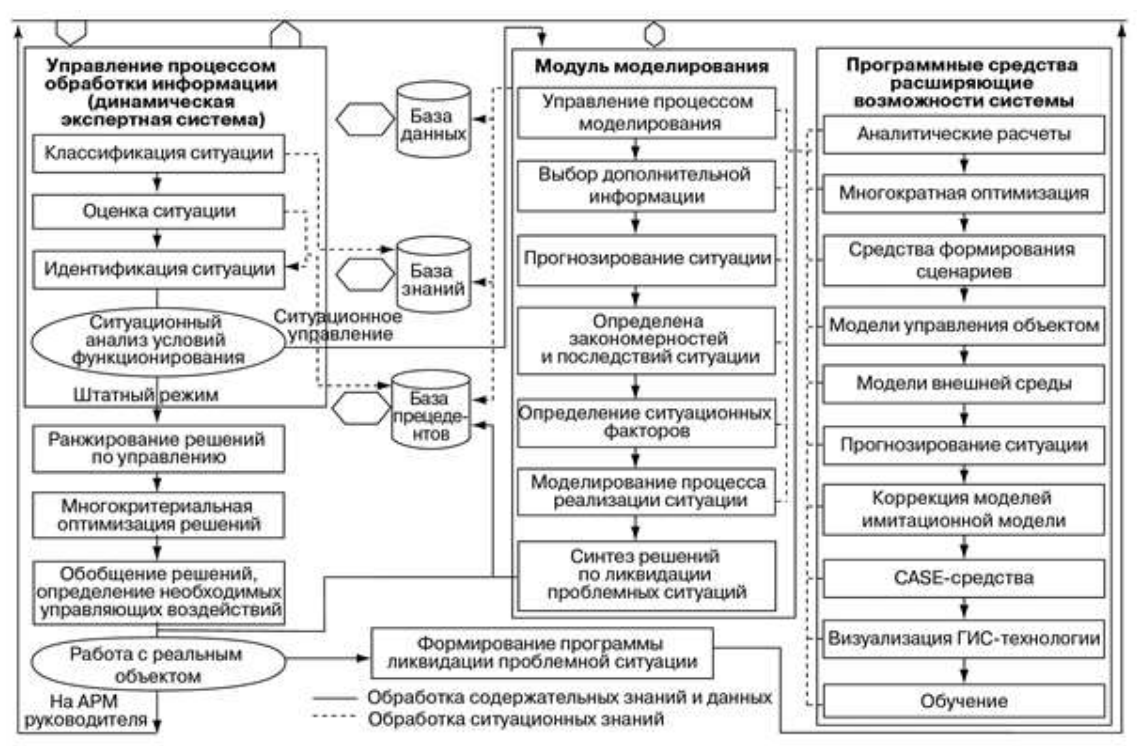 Управление процессом
обработки информации
(динамическая
экспертная система)
Классификация ситуации
Оценка ситуации
Идентификация ситуации
Ситуационный
анализ условий
функционирования
Штатный режим
Ранжирование решений
по управлению
Многокритериальная
оптимизация решений
Обобщение решений,
определение необходимых
управляющих воздействий
Работа с реальным
объектом
На АРМ
руководителя
База
данных
База
знаний
Ситуационное
управление
База
прецеде-
нтов
Модуль моделирования
Управление процессом
моделирования
Выбор дополнительной
информации
Прогнозирование ситуации
Определена
закономерностей
и последствий ситуации
Определение ситуационных
факторов
Моделирование процесса
реализации ситуации
Синтез решений
по ликвидации
проблемных ситуаций
Формирование программы
ликвидации проблемной ситуации
Обработка содержательных знаний и данных
Обработка ситуационных знаний
Программные средства
расширяющие
возможности системы
Аналитические расчеты
Многократная оптимизация
Средства формирования
сценариев
Модели управления объектом
Модели внешней среды
Прогнозирование ситуации
Коррекция моделей
имитационной модели
CASE-средства
Визуализация ГИС-технологии
Обучение